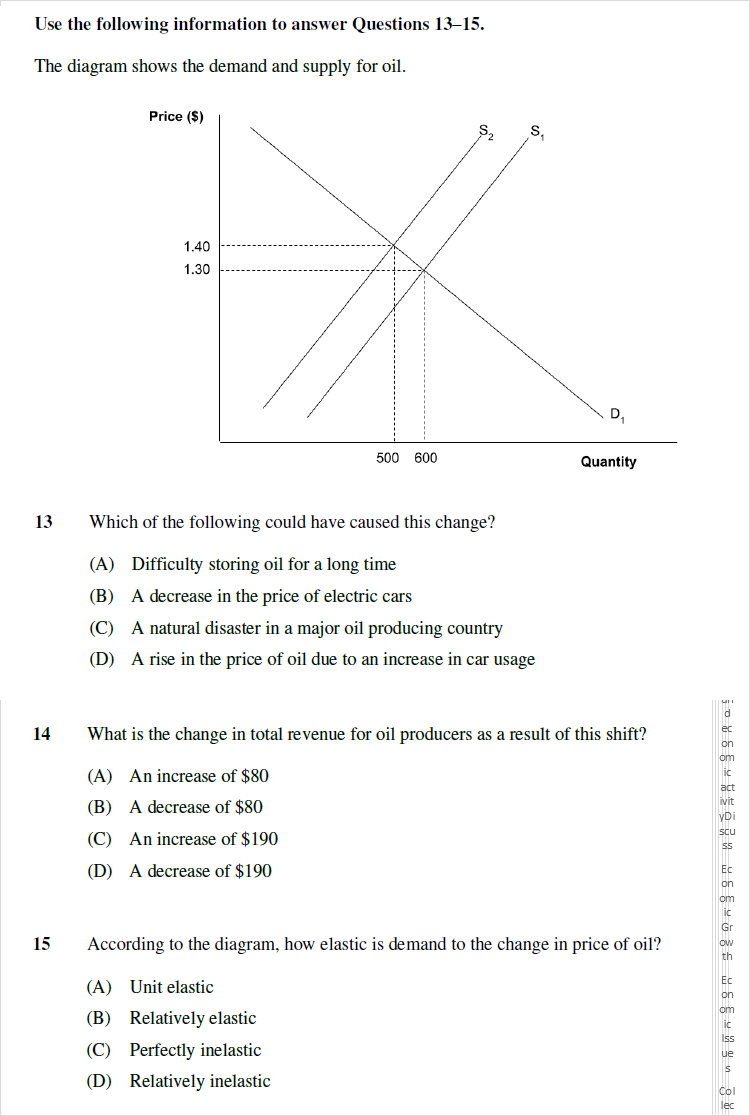 Use the following information to answer Questions 13–15.
The diagram shows the demand and supply for oil.
Price ($)
S2
S1
1.40
1.30
D1
500 600
Quantity
13 Which of the following could have caused this change?
(A) Difficulty storing oil for a long time
(B) A decrease in the price of electric cars
(C) A natural disaster in a major oil producing country
(D) A rise in the price of oil due to an increase in car usage
14 What is the change in total revenue for oil producers as a result of this shift?
(A) An increase of $80
(B) A decrease of $80
(C) An increase of $190
(D) A decrease of $190
15 According to the diagram, how elastic is demand to the change in price of oil?
(A) Unit elastic
(B) Relatively elastic
(C) Perfectly inelastic
(D) Relatively inelastic
d
ec
on
om
ic
act
ivit
yDi
scu
ss
Ec
on
om
ic
Gr
ow
th
Ec
on
om
ic
Iss
ue
s
Col
lec